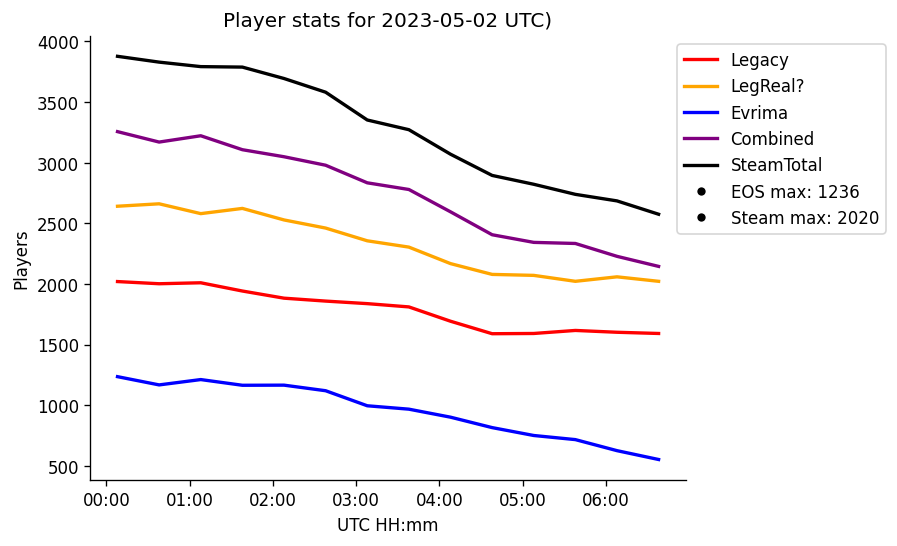 Player stats for 2023-05-02 UTC)
4000
3500
3000
2500
2000
1500
1000
500
Players
00:00 01:00 02:00 03:00 04:00 05:00 06:00
UTC HH:mm
Legacy
LegReal?
Evrima
Combined
SteamTotal
EOS max: 1236
Steam max: 2020